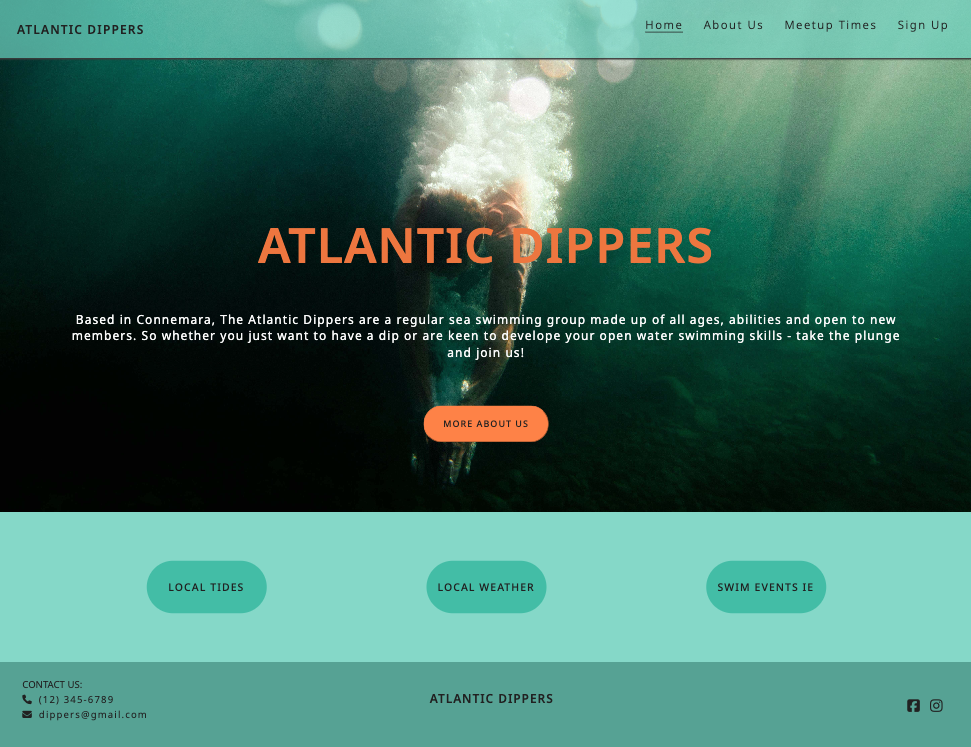 ATLANTIC DIPPERS
Home About Us Meetup Times Sign Up
ATLANTIC DIPPERS
Based in Connemara, The Atlantic Dippers are a regular sea swimming group made up of all ages, abilities and open to new
members. So whether you just want to have a dip or are keen to develope your open water swimming skills - take the plunge
and join us!
MORE ABOUT US
LOCAL TIDES
LOCAL WEATHER
SWIM EVENTS IE
CONTACT US:
(12) 345-6789
dippers@gmail.com
ATLANTIC DIPPERS